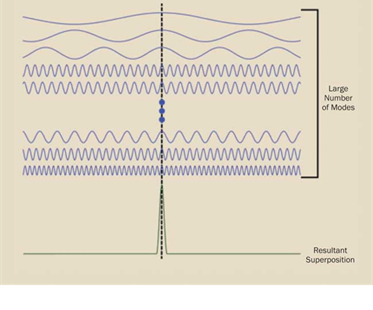 Large
Number
of Modes
Resultant
Superposition